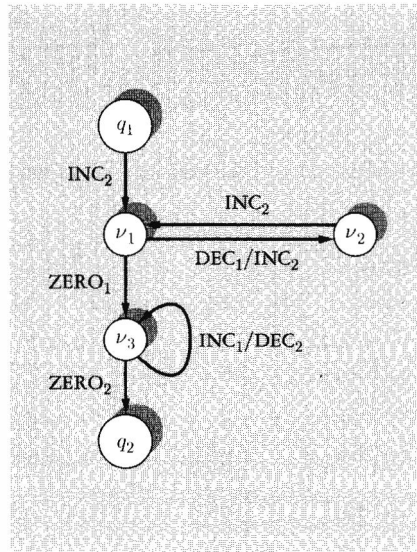 q₁
INC₂
INC₂
ν₁
ν₂
DEC₁/INC₂
ZERO₁
ν₃
INC₁/DEC₂
ZERO₂
q₂